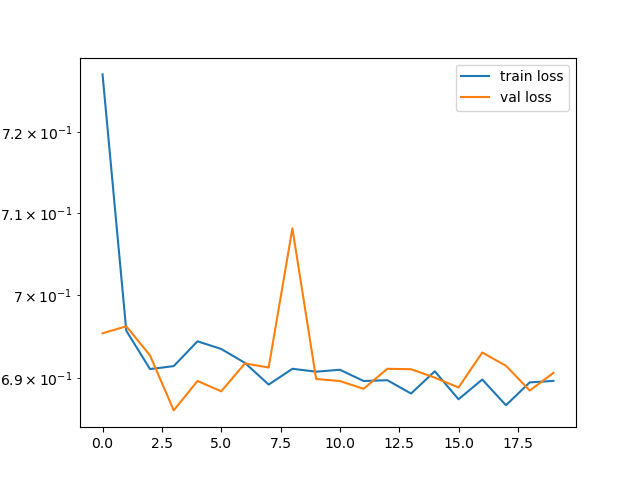 train loss
val loss
7.2 × 10⁻¹
7.1 × 10⁻¹
7 × 10⁻¹
6.9 × 10⁻¹
0.0 2.5 5.0 7.5 10.0 12.5 15.0 17.5